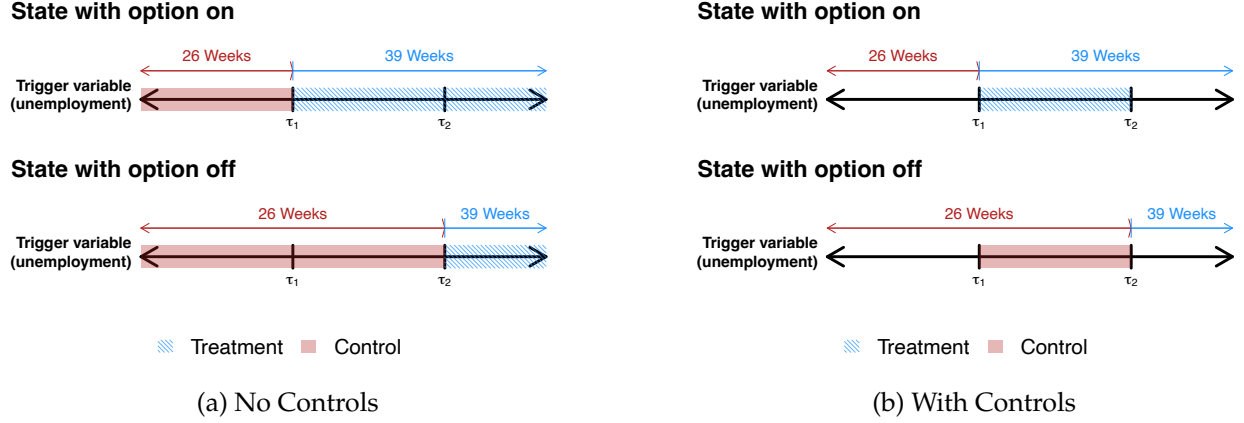 State with option on
26 Weeks 39 Weeks
Trigger variable
(unemployment)
τ1 τ2
State with option off
26 Weeks 39 Weeks
Trigger variable
(unemployment)
τ1 τ2
Treatment Control
(a) No Controls
State with option on
26 Weeks 39 Weeks
Trigger variable
(unemployment)
τ1 τ2
State with option off
26 Weeks 39 Weeks
Trigger variable
(unemployment)
τ1 τ2
Treatment Control
(b) With Controls